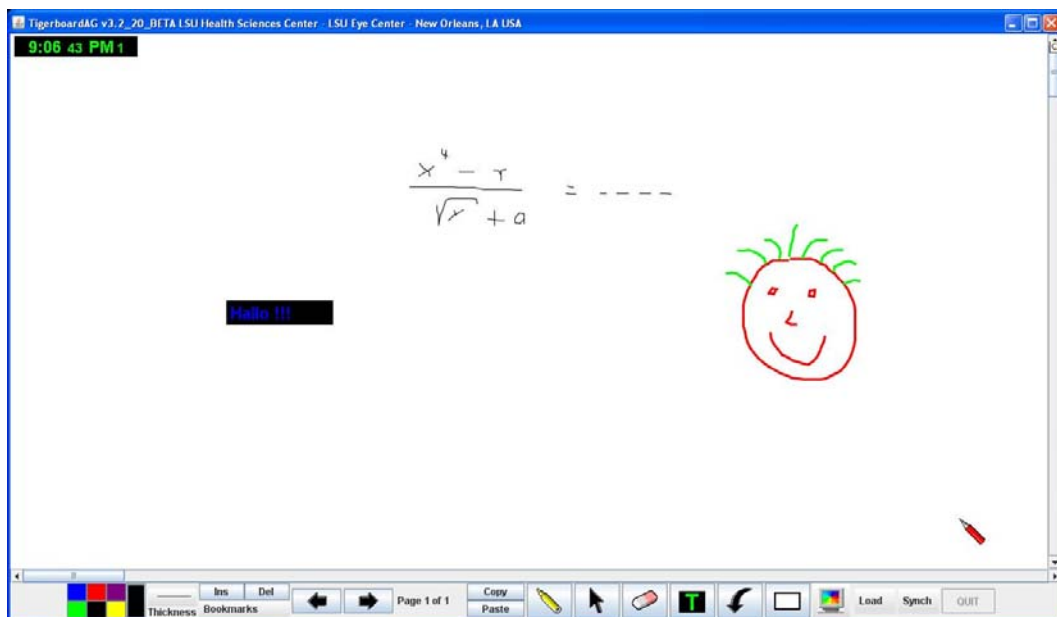 TigerboardAG v3.2_20_BETA LSU Health Sciences Center - LSU Eye Center - New Orleans, LA USA
9:06 43 PM 1
x⁴ - r
√x + a
= ----
Hallo !!!
Ins Del
Thickness Bookmarks
Page 1 of 1
Copy
Paste
T
Load Synch QUIT